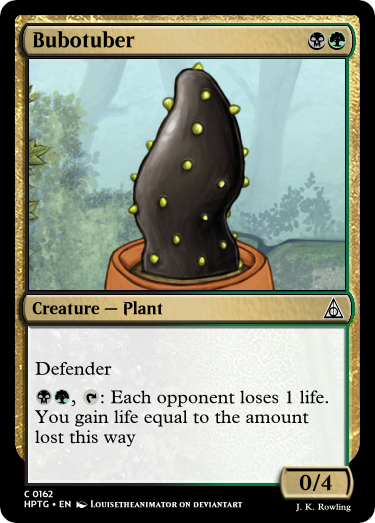 Bubotuber
Creature — Plant
Defender
, : Each opponent loses 1 life.
You gain life equal to the amount
lost this way
0/4
C 0162
HPTG • EN Louisetheanimator on deviantart
J. K. Rowling